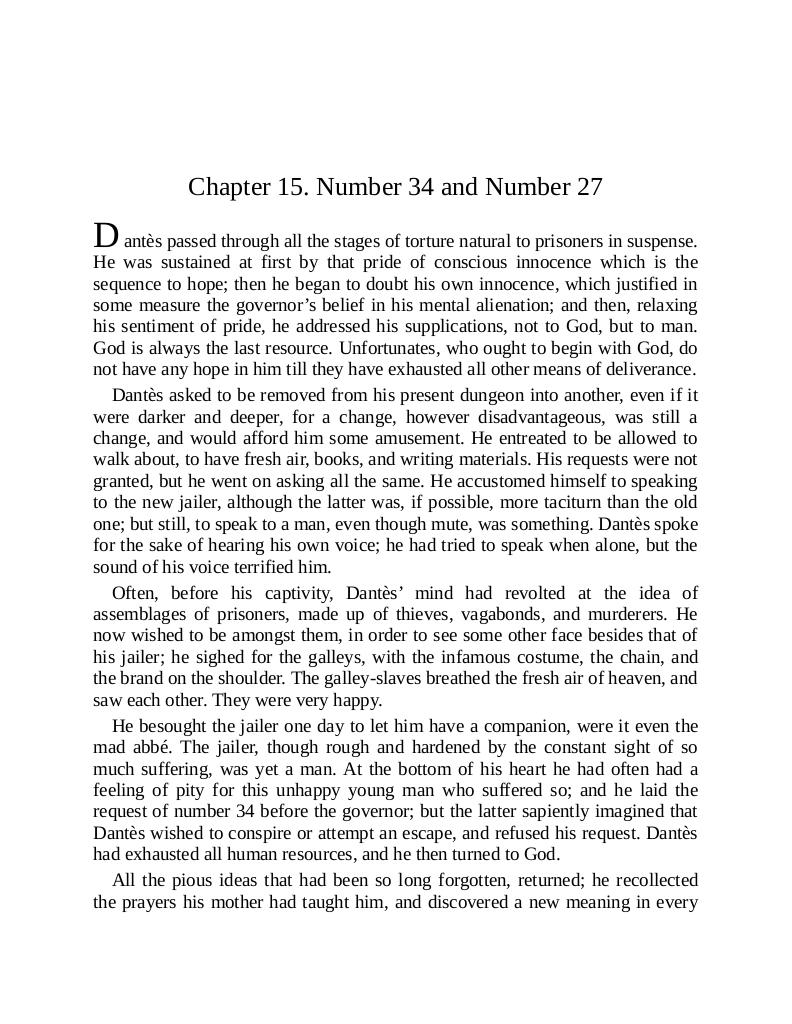 Chapter 15. Number 34 and Number 27
Dantès passed through all the stages of torture natural to prisoners in suspense.
He was sustained at first by that pride of conscious innocence which is the
sequence to hope; then he began to doubt his own innocence, which justified in
some measure the governor’s belief in his mental alienation; and then, relaxing
his sentiment of pride, he addressed his supplications, not to God, but to man.
God is always the last resource. Unfortunates, who ought to begin with God, do
not have any hope in him till they have exhausted all other means of deliverance.
Dantès asked to be removed from his present dungeon into another, even if it
were darker and deeper, for a change, however disadvantageous, was still a
change, and would afford him some amusement. He entreated to be allowed to
walk about, to have fresh air, books, and writing materials. His requests were not
granted, but he went on asking all the same. He accustomed himself to speaking
to the new jailer, although the latter was, if possible, more taciturn than the old
one; but still, to speak to a man, even though mute, was something. Dantès spoke
for the sake of hearing his own voice; he had tried to speak when alone, but the
sound of his voice terrified him.
Often, before his captivity, Dantès’ mind had revolted at the idea of
assemblages of prisoners, made up of thieves, vagabonds, and murderers. He
now wished to be amongst them, in order to see some other face besides that of
his jailer; he sighed for the galleys, with the infamous costume, the chain, and
the brand on the shoulder. The galley-slaves breathed the fresh air of heaven, and
saw each other. They were very happy.
He besought the jailer one day to let him have a companion, were it even the
mad abbé. The jailer, though rough and hardened by the constant sight of so
much suffering, was yet a man. At the bottom of his heart he had often had a
feeling of pity for this unhappy young man who suffered so; and he laid the
request of number 34 before the governor; but the latter sapiently imagined that
Dantès wished to conspire or attempt an escape, and refused his request. Dantès
had exhausted all human resources, and he then turned to God.
All the pious ideas that had been so long forgotten, returned; he recollected
the prayers his mother had taught him, and discovered a new meaning in every